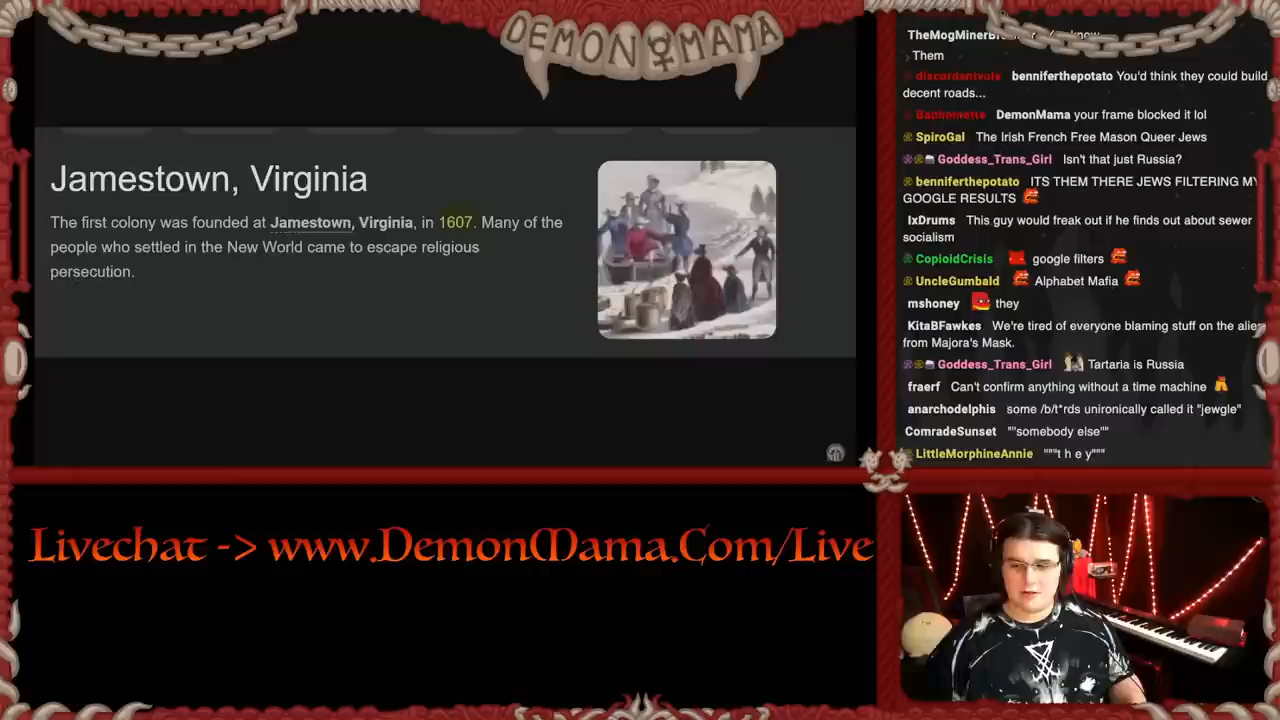 DEMON MAMA
Jamestown, Virginia
The first colony was founded at Jamestown, Virginia, in 1607. Many of the
people who settled in the New World came to escape religious
persecution.
Livechat -> www.DemonMama.Com/Live
Them
discordanivole benniferthepotato You'd think they could build
decent roads...
Baphomette DemonMama your frame blocked it lol
SpiroGal The Irish French Free Mason Queer Jews
Goddess_Trans_Girl Isn't that just Russia?
benniferthepotato ITS THEM THERE JEWS FILTERING MY
GOOGLE RESULTS
IxDrums This guy would freak out if he finds out about sewer
socialism
CopioidCrisis google filters
UncleGumbald Alphabet Mafia
mshoney they
KitaBFawkes We're tired of everyone blaming stuff on the
from Majora's Mask.
Goddess_Trans_Girl Tartaria is Russia
fraerf Can't confirm anything without a time machine
anarchodelphis some /b/t*rds unironically called it "jewgle"
ComradeSunset ""somebody else""
LittleMorphineAnnie """t h e y"""